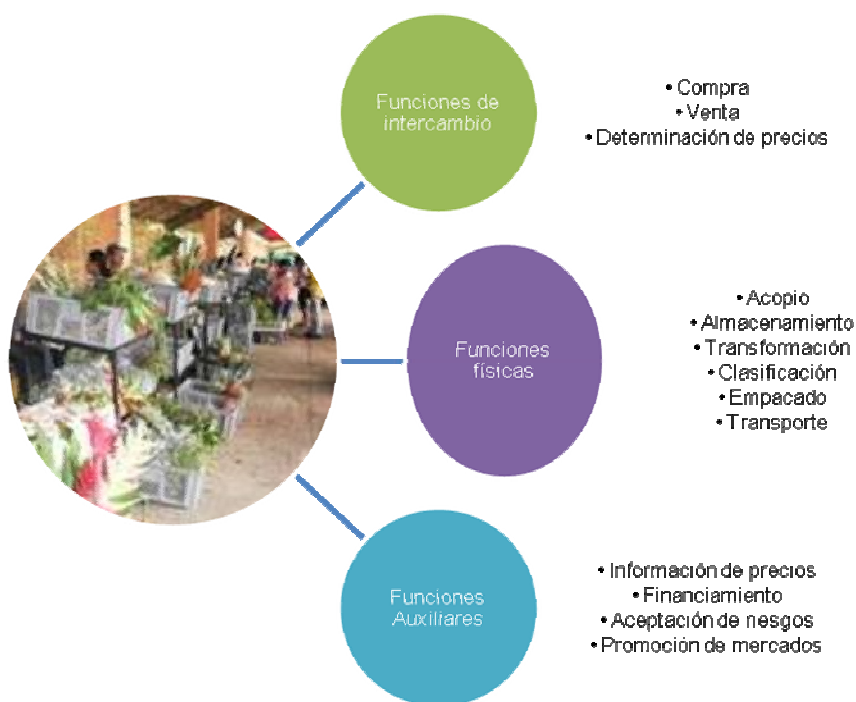 Funciones de
intercambio
• Compra
• Venta
• Determinación de precios
Funciones
físicas
• Acopio
• Almacenamiento
• Transformación
• Clasificación
• Empacado
• Transporte
Funciones
Auxiliares
• Información de precios
• Financiamiento
• Aceptación de riesgos
• Promoción de mercados